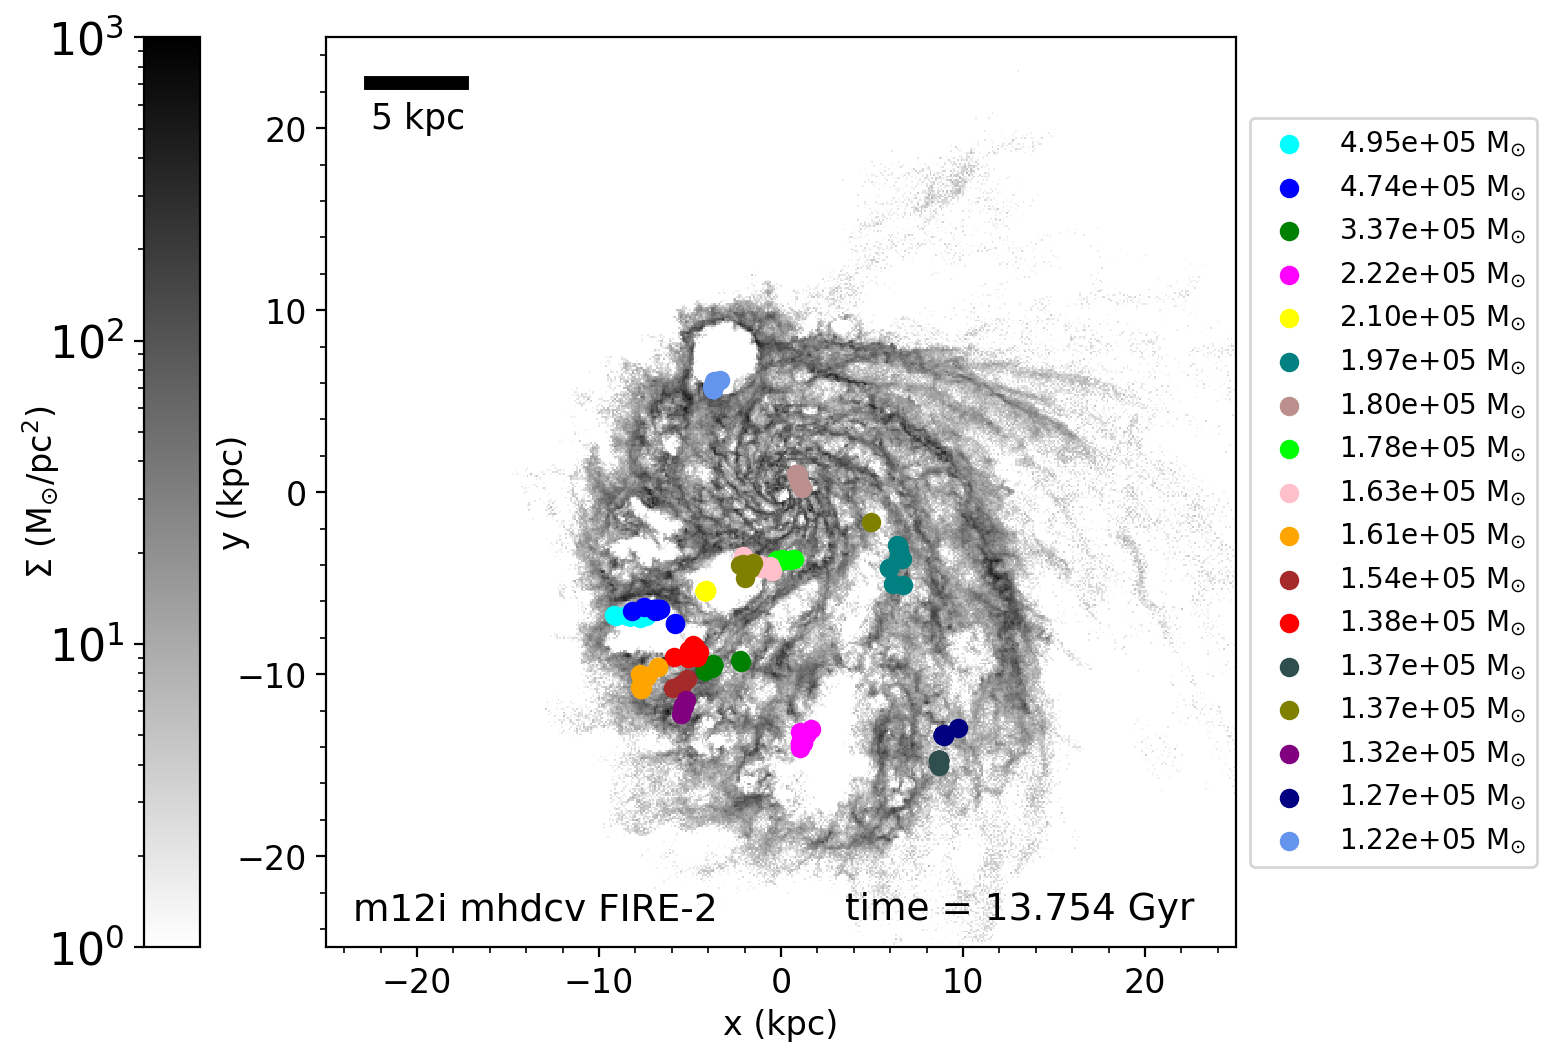 10³
10²
10¹
10⁰
Σ (M☉/pc²)
y (kpc)
20
10
0
−10
−20
5 kpc
m12i mhdcv FIRE-2
time = 13.754 Gyr
−20 −10 0 10 20
x (kpc)
4.95e+05 M☉
4.74e+05 M☉
3.37e+05 M☉
2.22e+05 M☉
2.10e+05 M☉
1.97e+05 M☉
1.80e+05 M☉
1.78e+05 M☉
1.63e+05 M☉
1.61e+05 M☉
1.54e+05 M☉
1.38e+05 M☉
1.37e+05 M☉
1.37e+05 M☉
1.32e+05 M☉
1.27e+05 M☉
1.22e+05 M☉